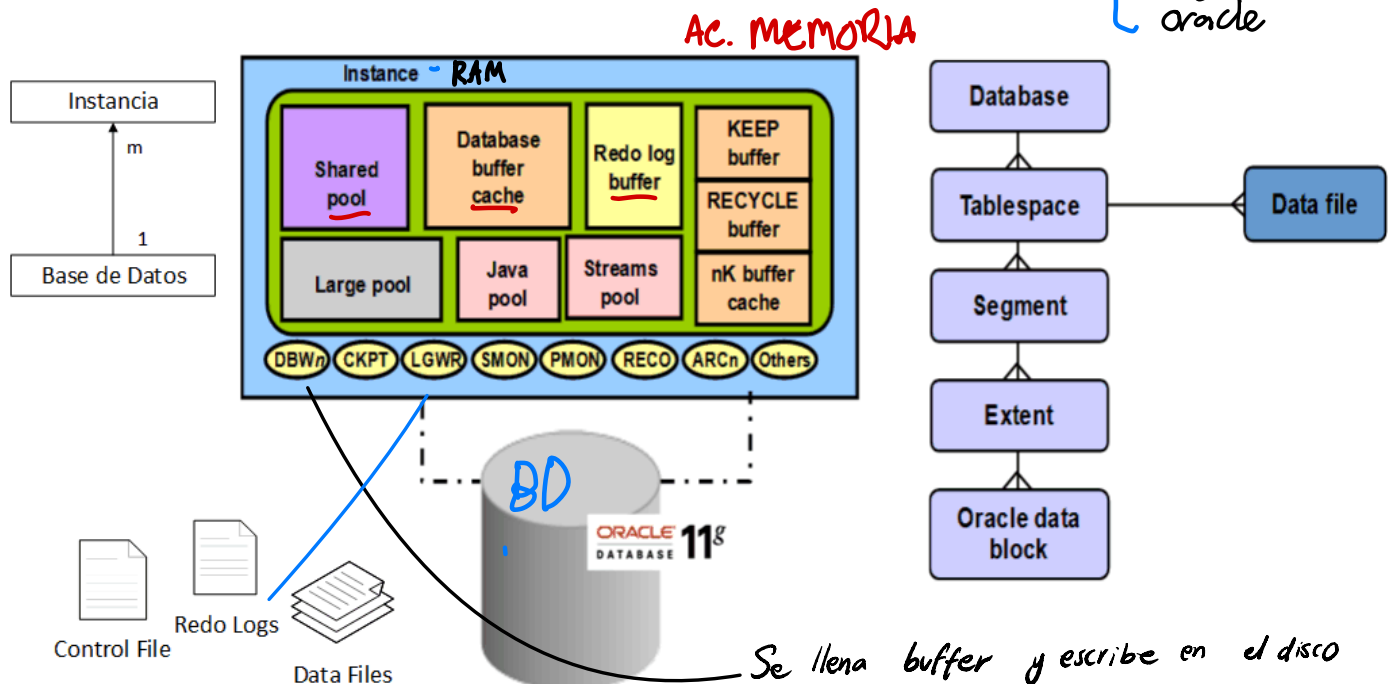 oracle
AC. MEMORIA
Instance - RAM
Instancia
m
1
Base de Datos
Shared
pool
Database
buffer
cache
Redo log
buffer
KEEP
buffer
RECYCLE
buffer
nK buffer
cache
Large pool
Java
pool
Streams
pool
DBWn
CKPT
LGWR
SMON
PMON
RECO
ARCn
Others
BD
ORACLE
DATABASE
11g
Control File
Redo Logs
Data Files
Se llena buffer y escribe en el disco
Database
Tablespace
Data file
Segment
Extent
Oracle data
block